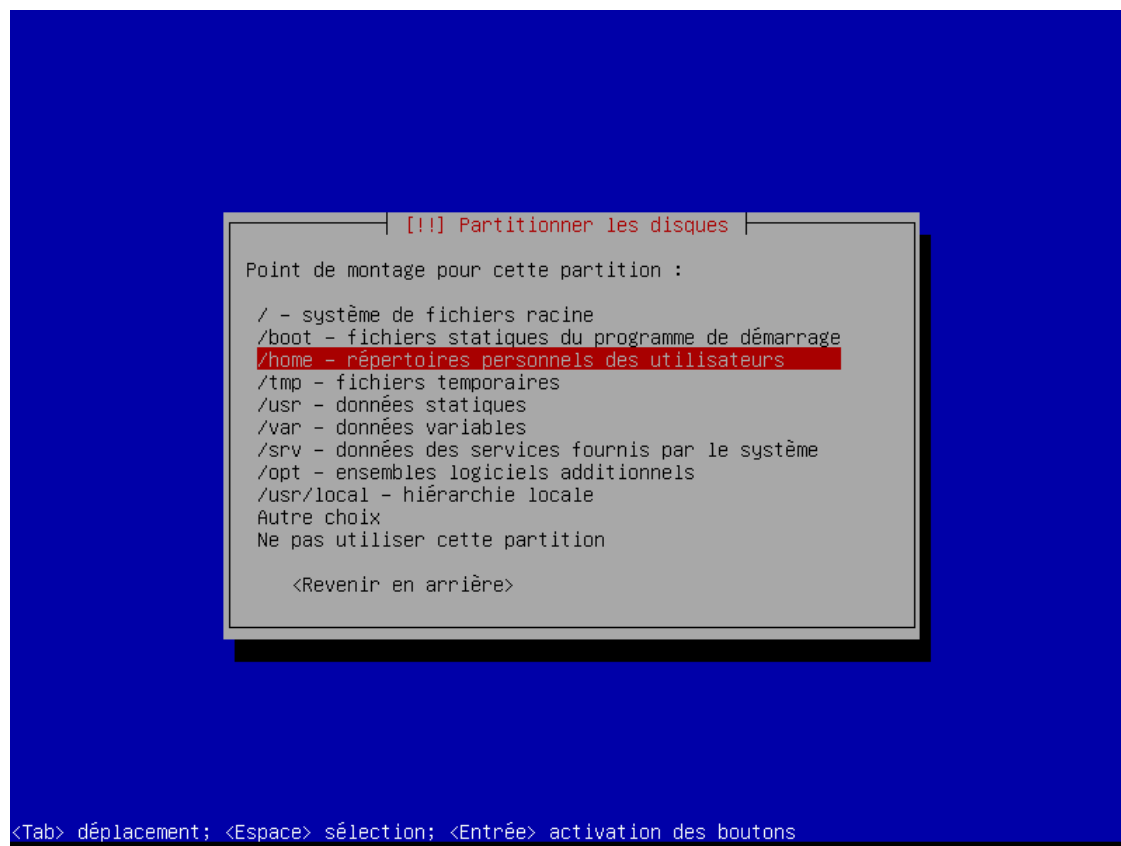 [!!] Partitionner les disques
Point de montage pour cette partition :
/ – système de fichiers racine
/boot – fichiers statiques du programme de démarrage
/home – répertoires personnels des utilisateurs
/tmp – fichiers temporaires
/usr – données statiques
/var – données variables
/srv – données des services fournis par le système
/opt – ensembles logiciels additionnels
/usr/local – hiérarchie locale
Autre choix
Ne pas utiliser cette partition
<Revenir en arrière>
<Tab> déplacement; <Espace> sélection; <Entrée> activation des boutons